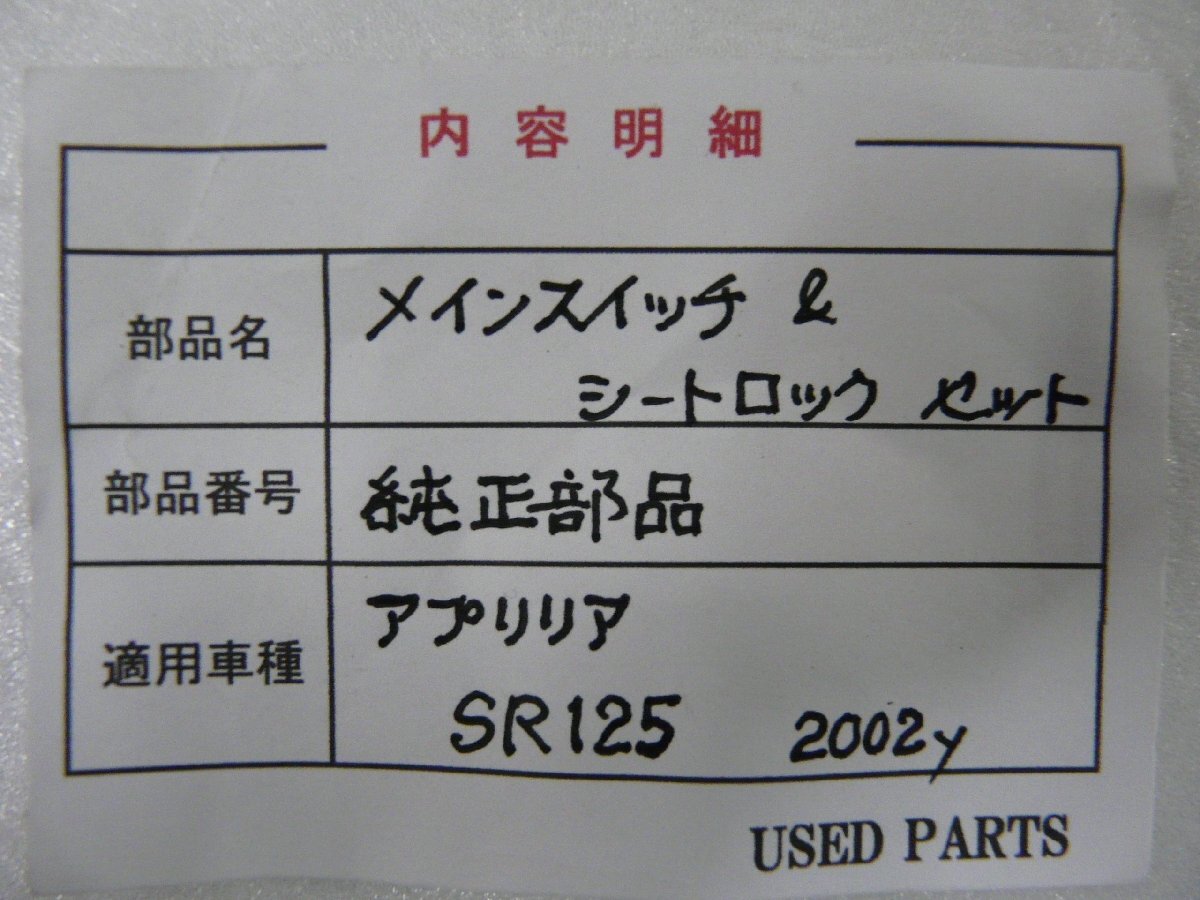 内容明細
部品名
メインスイッチ &
シートロック セット
部品番号
純正部品
適用車種
アプリリア
SR125 2002y
USED PARTS